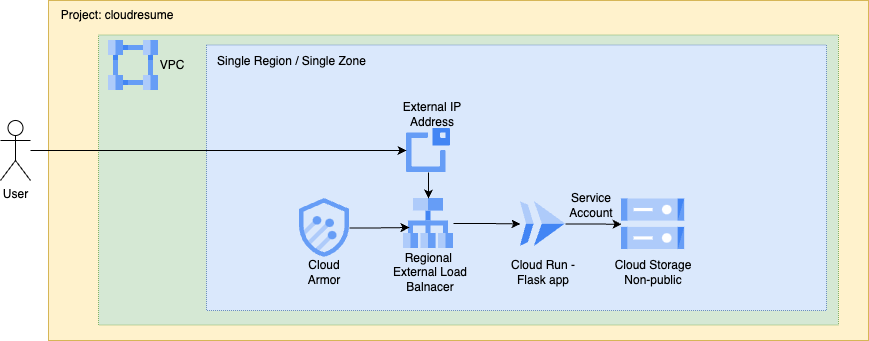 Project: cloudresume
VPC
Single Region / Single Zone
External IP
Address
User
Service
Account
Cloud
Armor
Regional
External Load
Balnacer
Cloud Run -
Flask app
Cloud Storage
Non-public